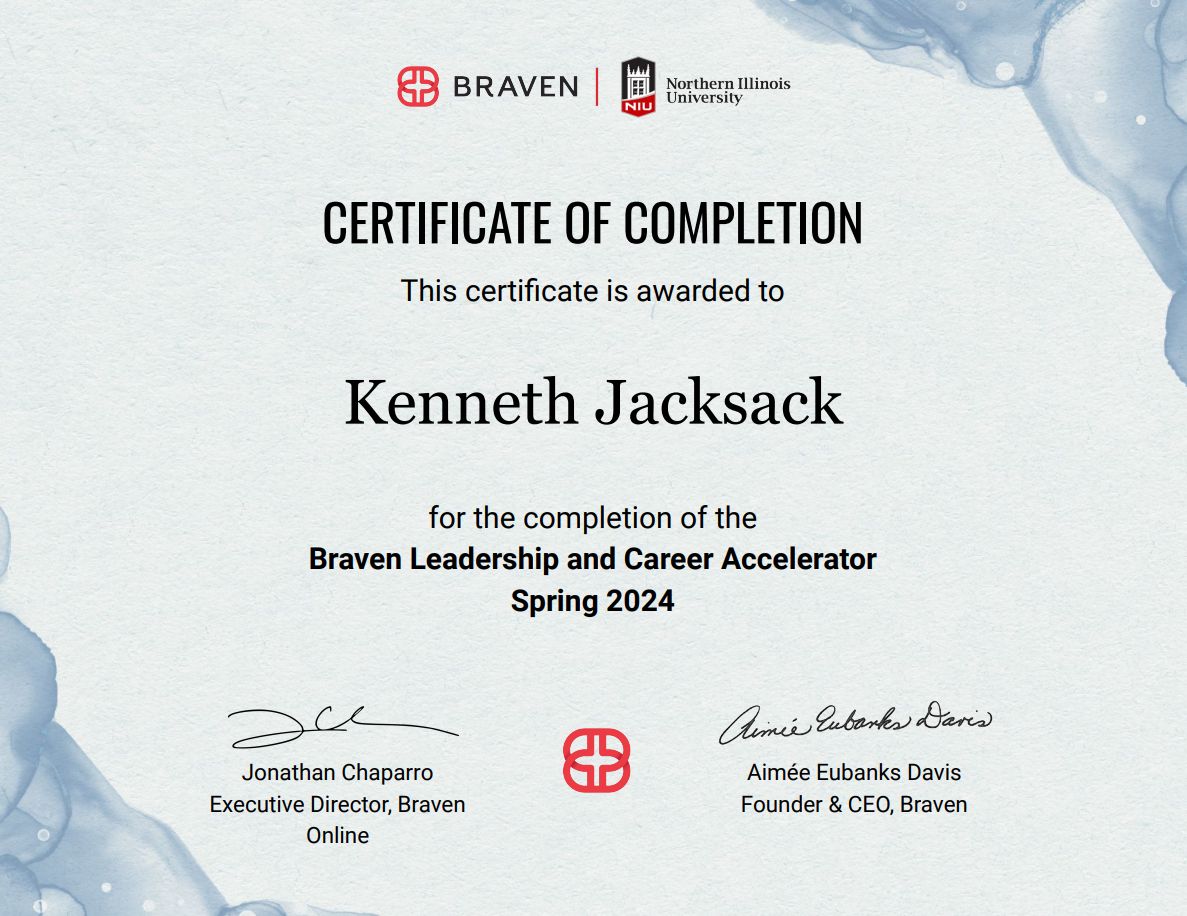 BRAVEN
NIU
Northern Illinois
University
CERTIFICATE OF COMPLETION
This certificate is awarded to
Kenneth Jacksack
for the completion of the
Braven Leadership and Career Accelerator
Spring 2024
Aimée Eubanks Davis
Jonathan Chaparro
Executive Director, Braven
Online
Aimée Eubanks Davis
Founder & CEO, Braven